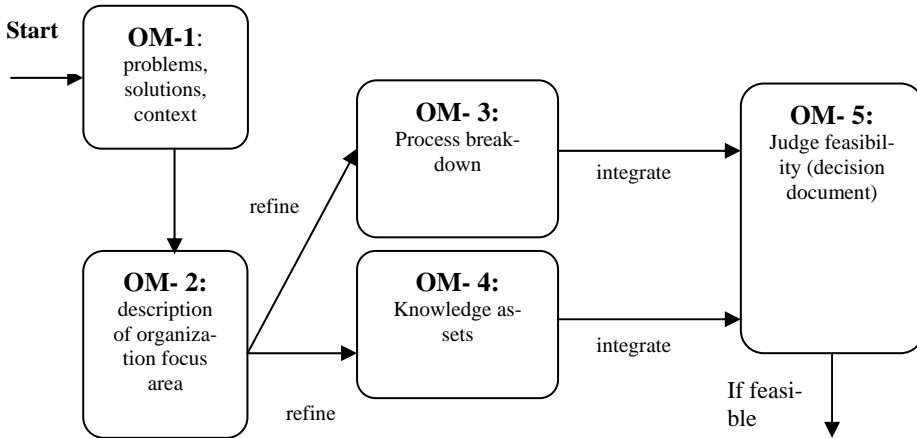 Start
OM-1:
problems,
solutions,
context
OM- 2:
description
of organiza-
tion focus
area
refine
refine
OM- 3:
Process break-
down
OM- 4:
Knowledge as-
sets
integrate
integrate
OM- 5:
Judge feasibil-
ity (decision
document)
If feasi-
ble